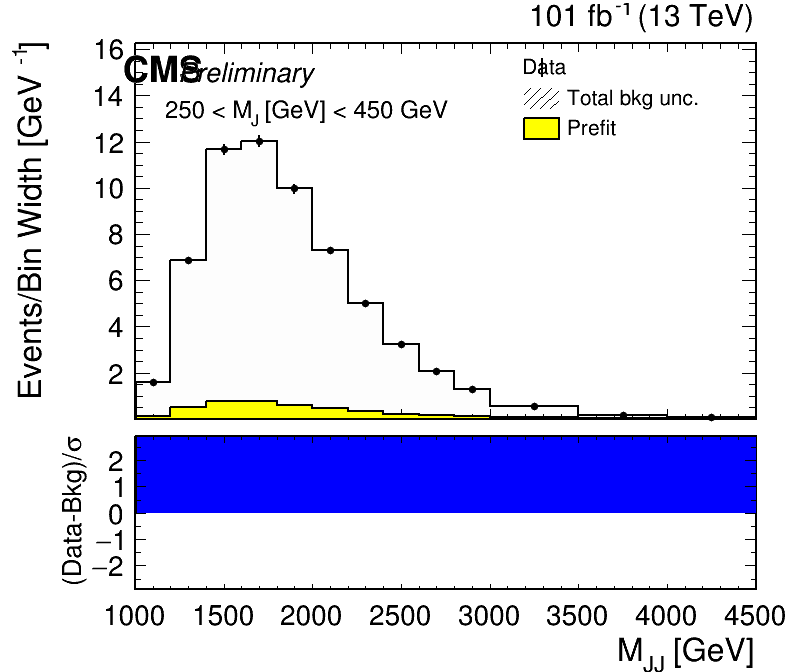 101 fb⁻¹ (13 TeV)
CMS Preliminary
250 < M_J [GeV] < 450 GeV
Data
Total bkg unc.
Prefit
Events/Bin Width [GeV⁻¹]
16
14
12
10
8
6
4
2
(Data-Bkg)/σ
2
1
0
−1
−2
1000 1500 2000 2500 3000 3500 4000 4500
M_JJ [GeV]